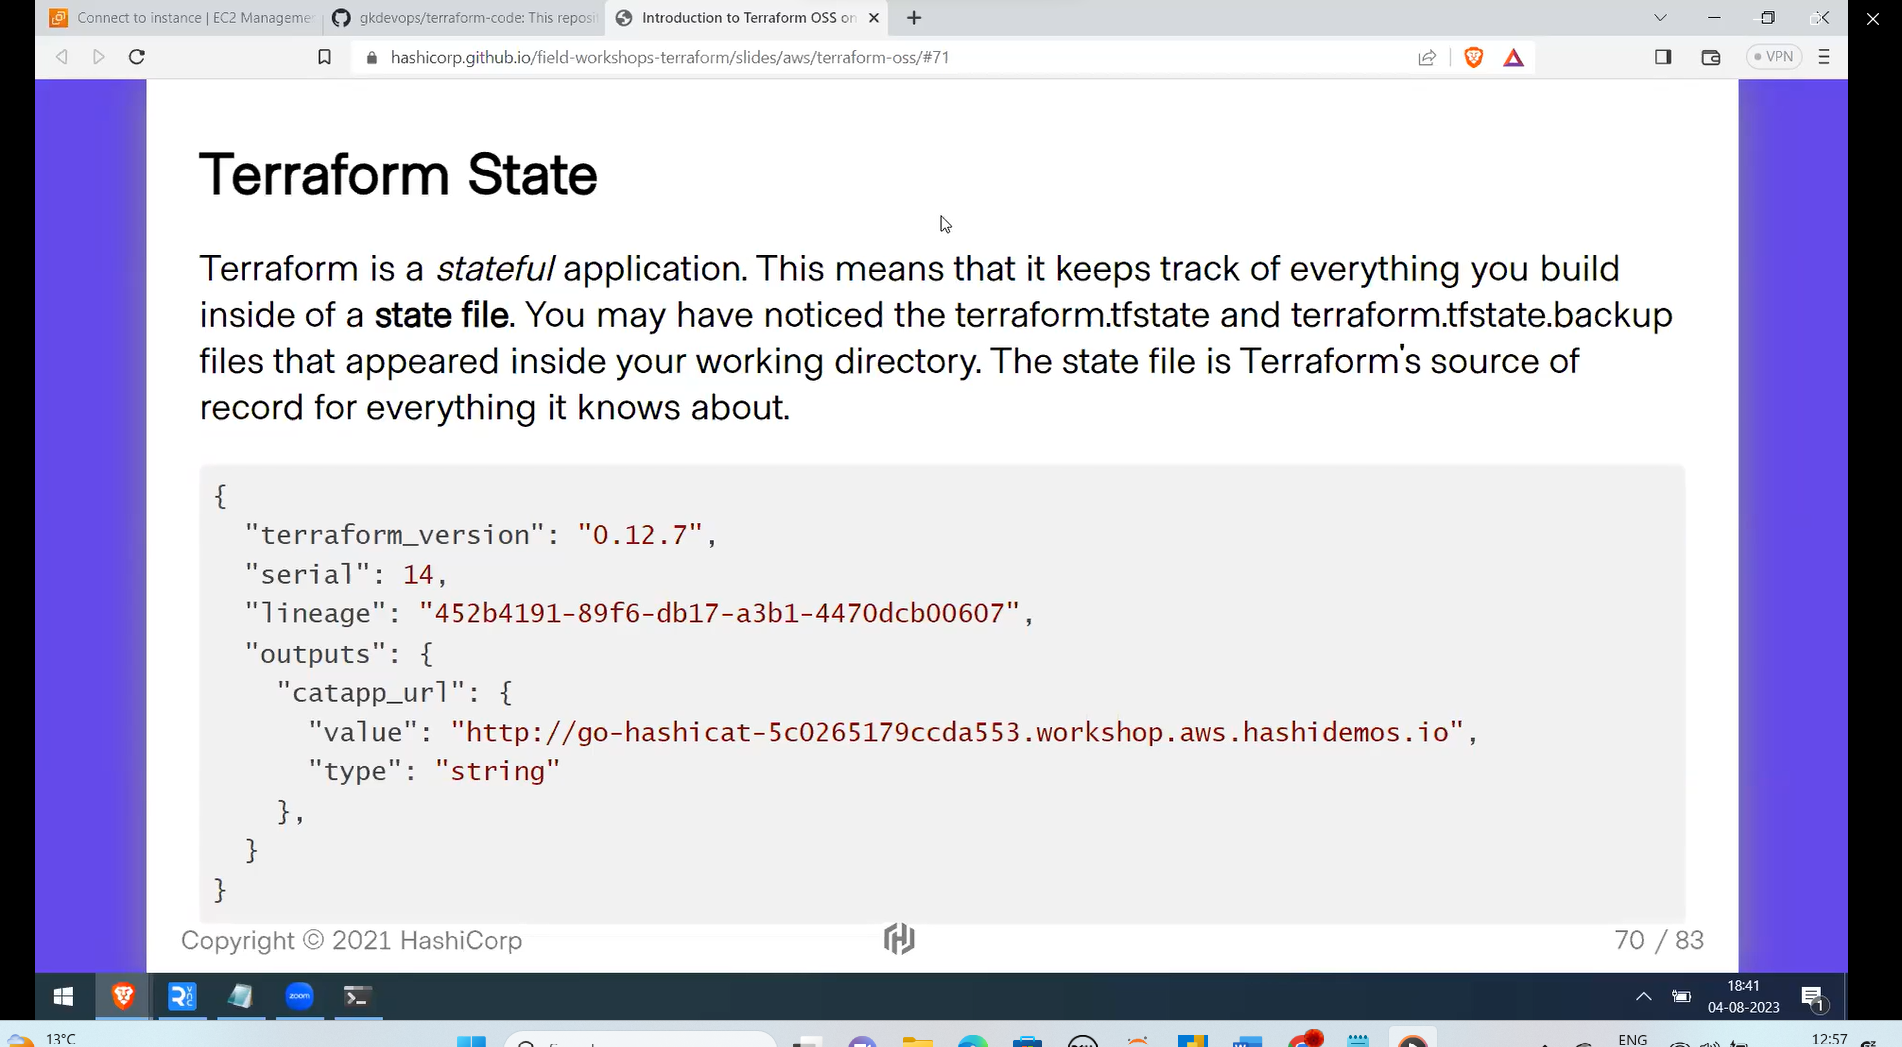 Connect to instance | EC2 Manageme
gkdevops/terraform-code: This reposi
Introduction to Terraform OSS on
hashicorp.github.io/field-workshops-terraform/slides/aws/terraform-oss/#71
VPN
Terraform State
Terraform is a stateful application. This means that it keeps track of everything you build
inside of a state file. You may have noticed the terraform.tfstate and terraform.tfstate.backup
files that appeared inside your working directory. The state file is Terraform's source of
record for everything it knows about.
{
"terraform_version": "0.12.7",
"serial": 14,
"lineage": "452b4191-89f6-db17-a3b1-4470dcb00607",
"outputs": {
"catapp_url": {
"value": "http://go-hashicat-5c0265179ccda553.workshop.aws.hashidemos.io",
"type": "string"
},
}
}
Copyright © 2021 HashiCorp
70 / 83
zoom
18:41
04-08-2023
1
13°C
ENG
12:57